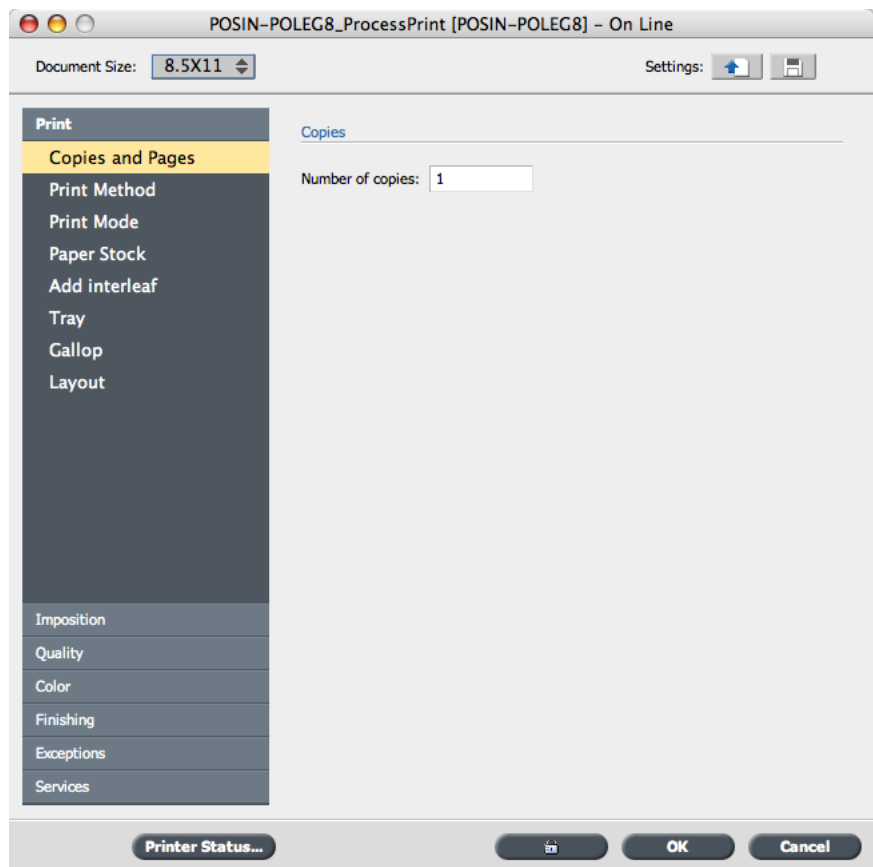 POSIN-POLEG8_ProcessPrint [POSIN-POLEG8] – On Line
Document Size: 8.5X11 Settings:
Print
Copies and Pages
Print Method
Print Mode
Paper Stock
Add interleaf
Tray
Gallop
Layout
Imposition
Quality
Color
Finishing
Exceptions
Services
Copies
Number of copies: 1
Printer Status... OK Cancel